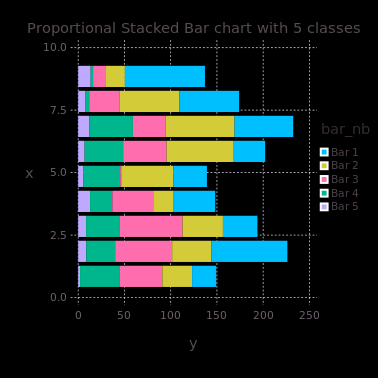 Proportional Stacked Bar chart with 5 classes
10.0
7.5
5.0
2.5
0.0
x
0 50 100 150 200 250
y
bar_nb
Bar 1
Bar 2
Bar 3
Bar 4
Bar 5